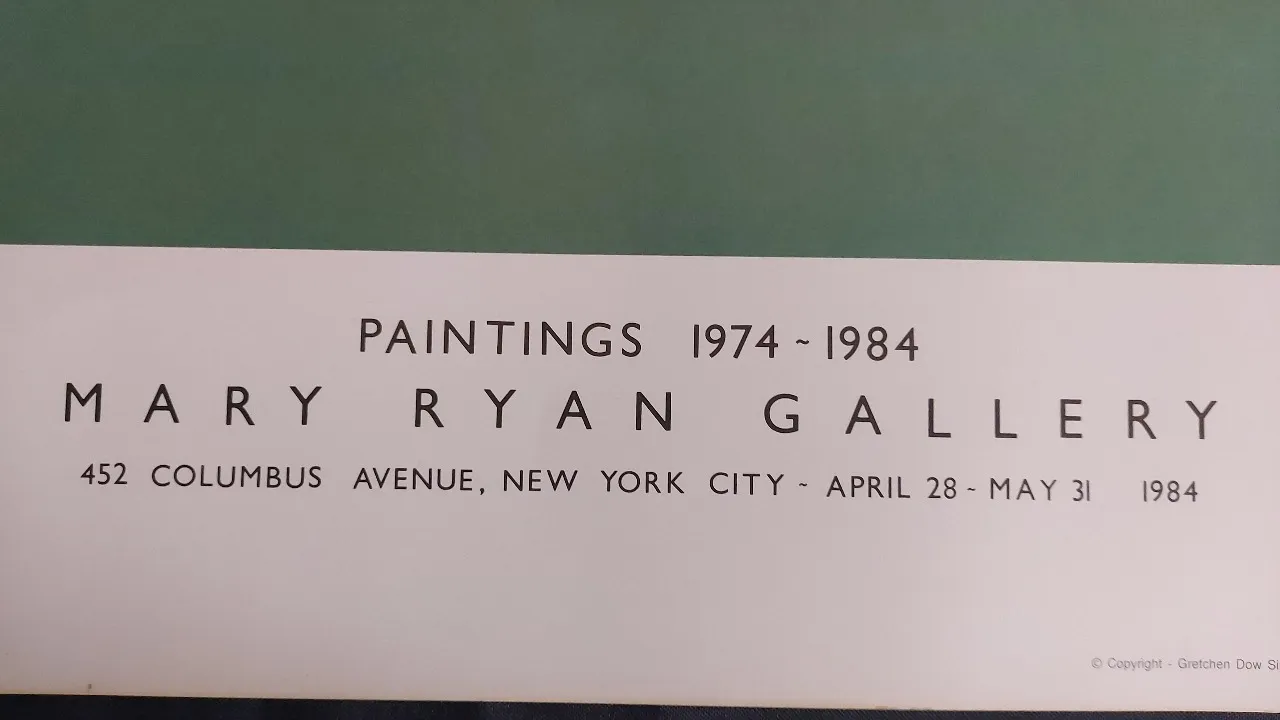 PAINTINGS 1974 ~ 1984
MARY RYAN GALLERY
452 COLUMBUS AVENUE, NEW YORK CITY - APRIL 28 - MAY 31 1984
© Copyright - Gretchen Dow